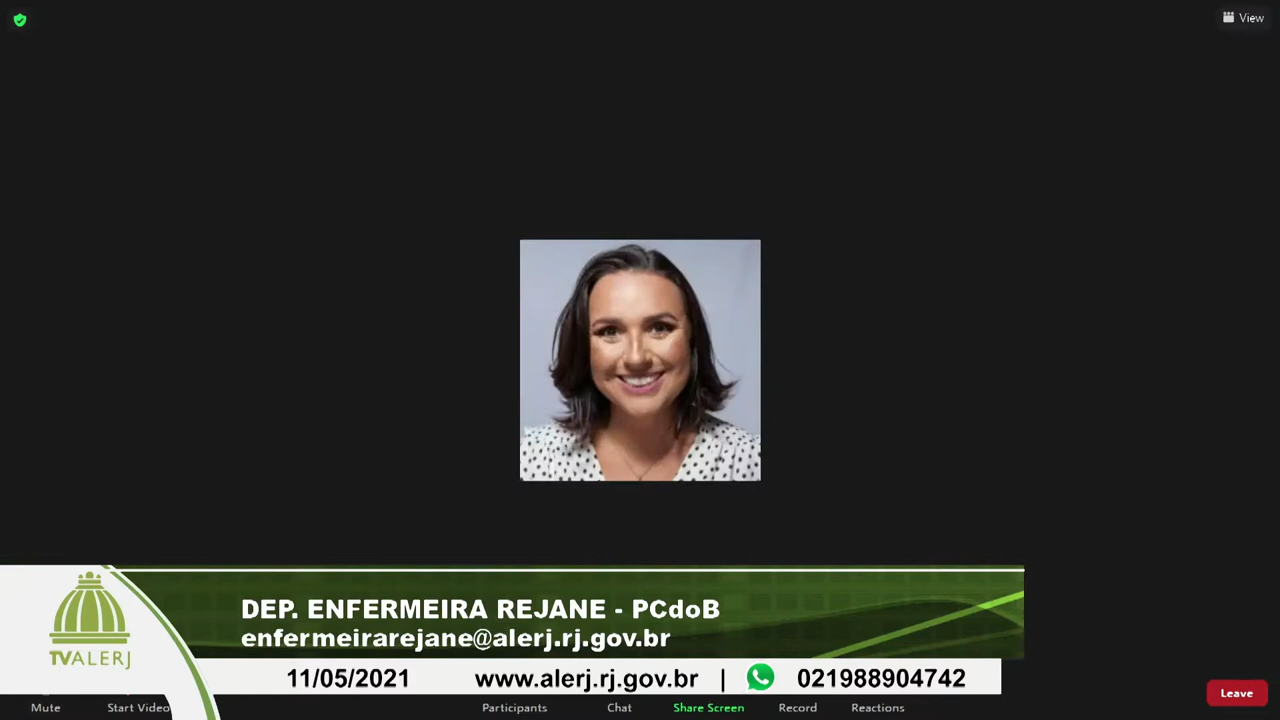 View
DEP. ENFERMEIRA REJANE - PCdoB
enfermeirarejane@alerj.rj.gov.br
TVALERJ
11/05/2021 www.alerj.rj.gov.br | 021988904742
Leave
Mute Start Video Participants Chat Share Screen Record Reactions